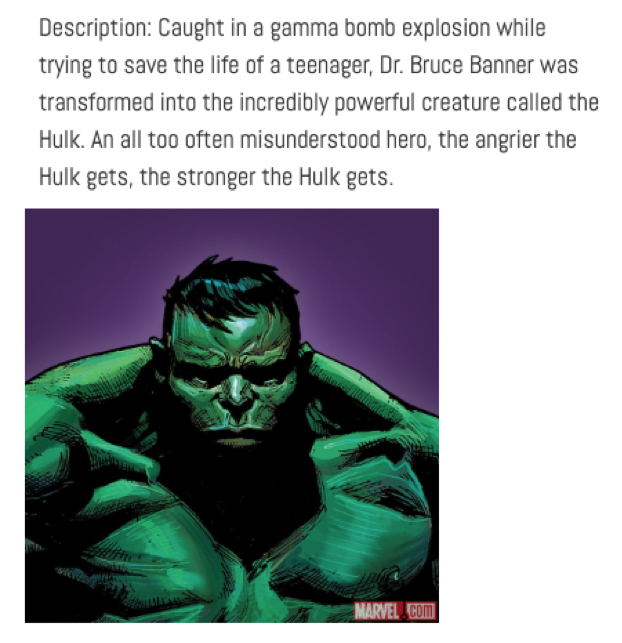 Description: Caught in a gamma bomb explosion while
trying to save the life of a teenager, Dr. Bruce Banner was
transformed into the incredibly powerful creature called the
Hulk. An all too often misunderstood hero, the angrier the
Hulk gets, the stronger the Hulk gets.
MARVEL.COM